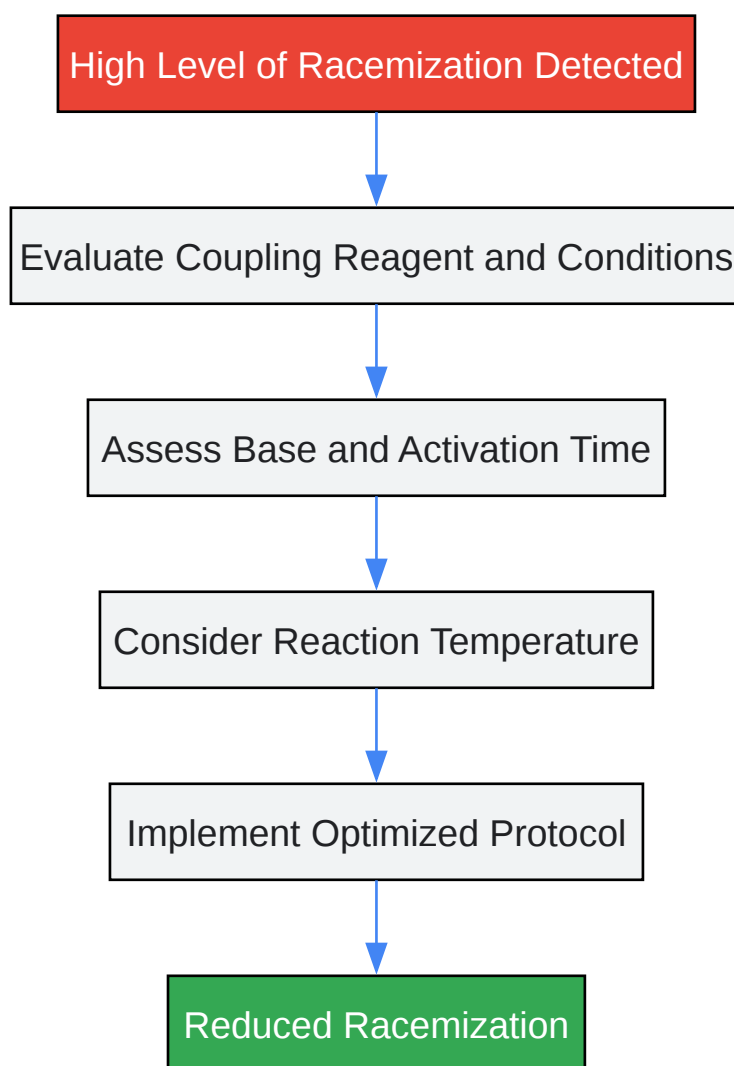 High Level of Racemization Detected
Evaluate Coupling Reagent and Conditions
Assess Base and Activation Time
Consider Reaction Temperature
Implement Optimized Protocol
Reduced Racemization